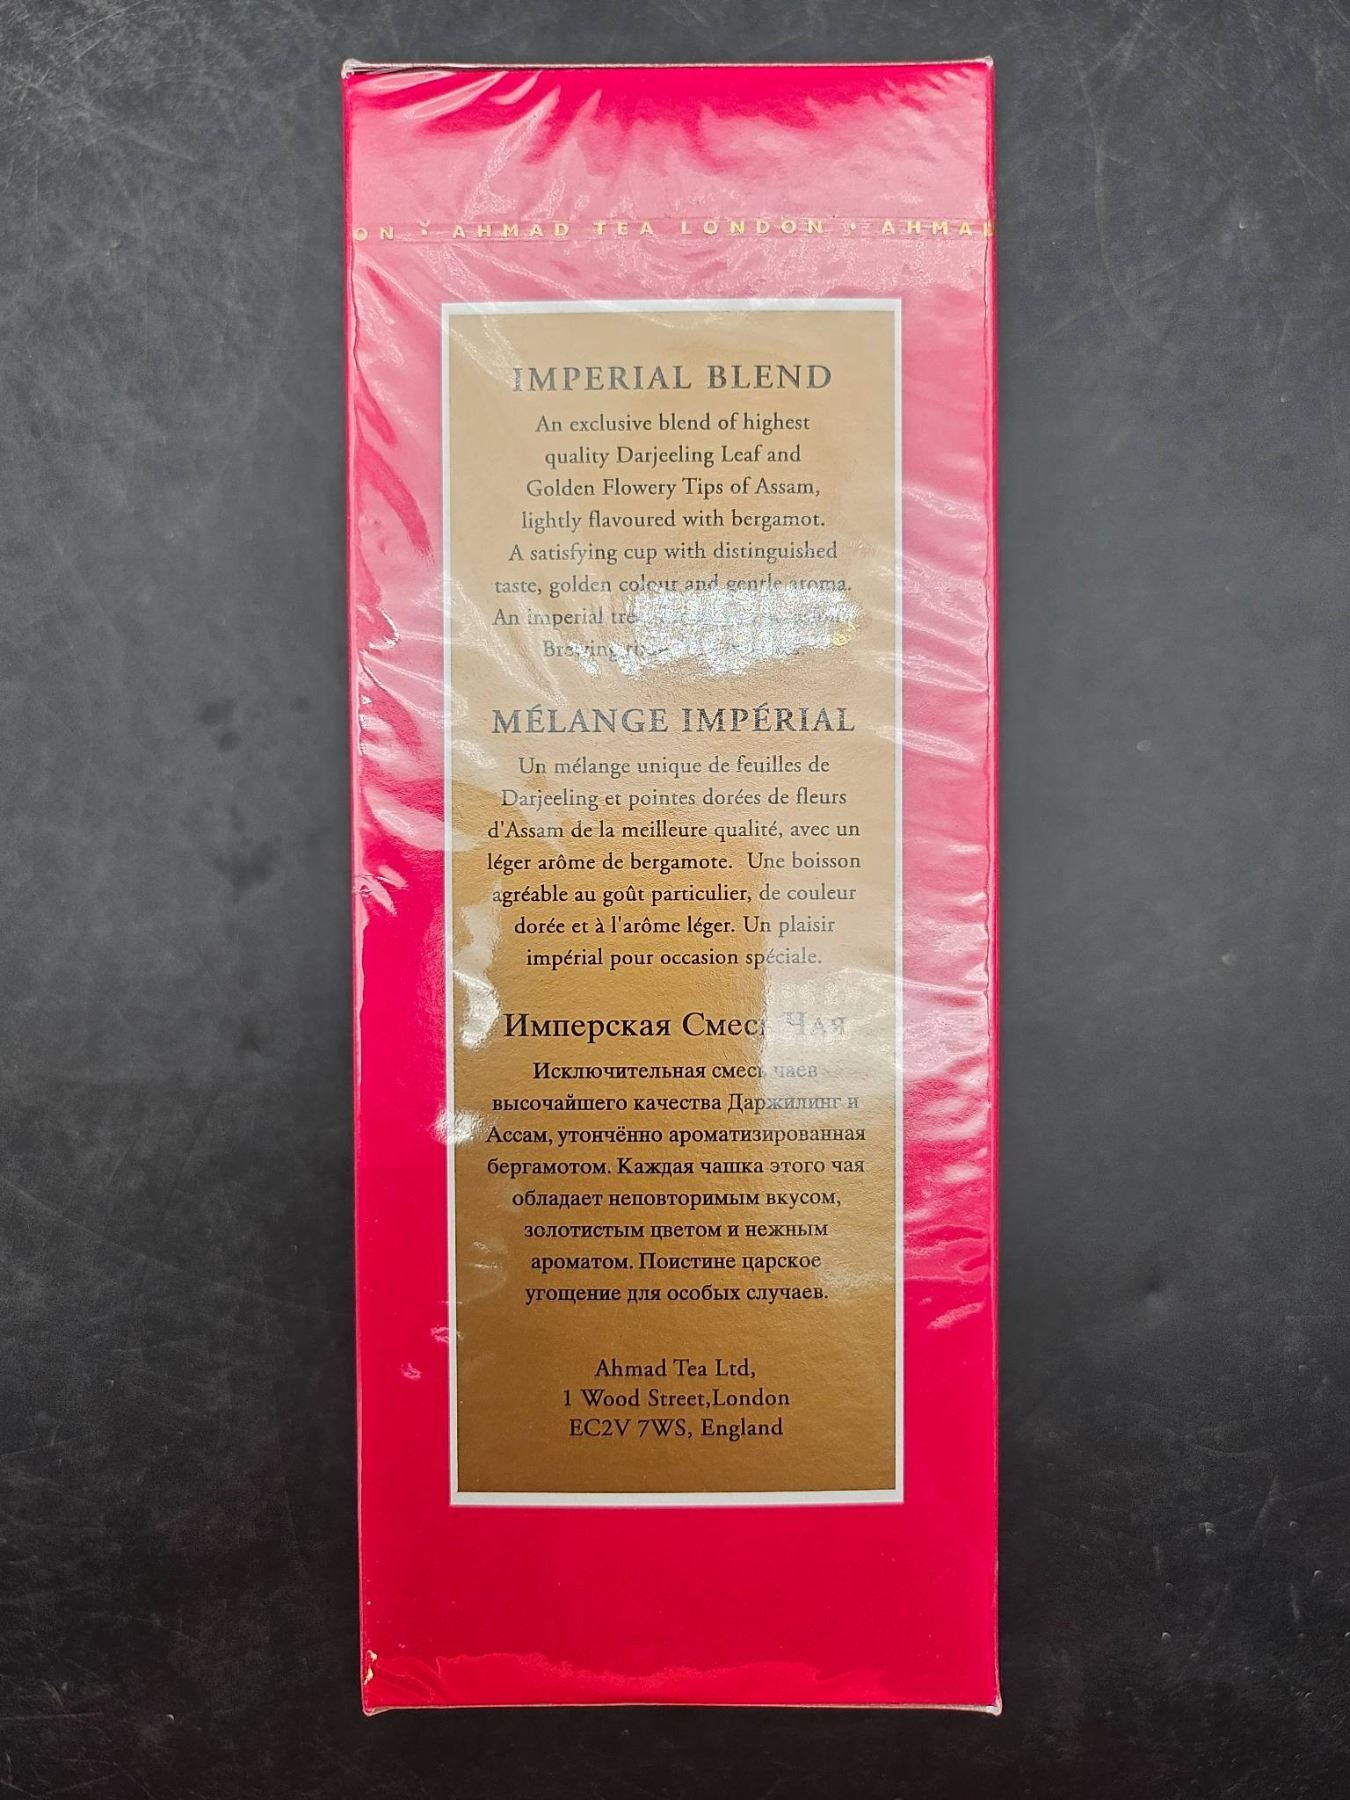 ON · AHMAD TEA LONDON · AHMAD
IMPERIAL BLEND
An exclusive blend of highest
quality Darjeeling Leaf and
Golden Flowery Tips of Assam,
lightly flavoured with bergamot.
A satisfying cup with distinguished
taste, golden colour and gentle aroma.
An imperial
Brewing
MÉLANGE IMPÉRIAL
Un mélange unique de feuilles de
Darjeeling et pointes dorées de fleurs
d'Assam de la meilleure qualité, avec un
léger arôme de bergamote. Une boisson
agréable au goût particulier, de couleur
dorée et à l'arôme léger. Un plaisir
impérial pour occasion spéciale.
Имперская Смесь Чая
Исключительная смесь чаев
высочайшего качества Даржилинг и
Ассам, утончённо ароматизированная
бергамотом. Каждая чашка этого чая
обладает неповторимым вкусом,
золотистым цветом и нежным
ароматом. Поистине царское
угощение для особых случаев.
Ahmad Tea Ltd,
1 Wood Street,London
EC2V 7WS, England